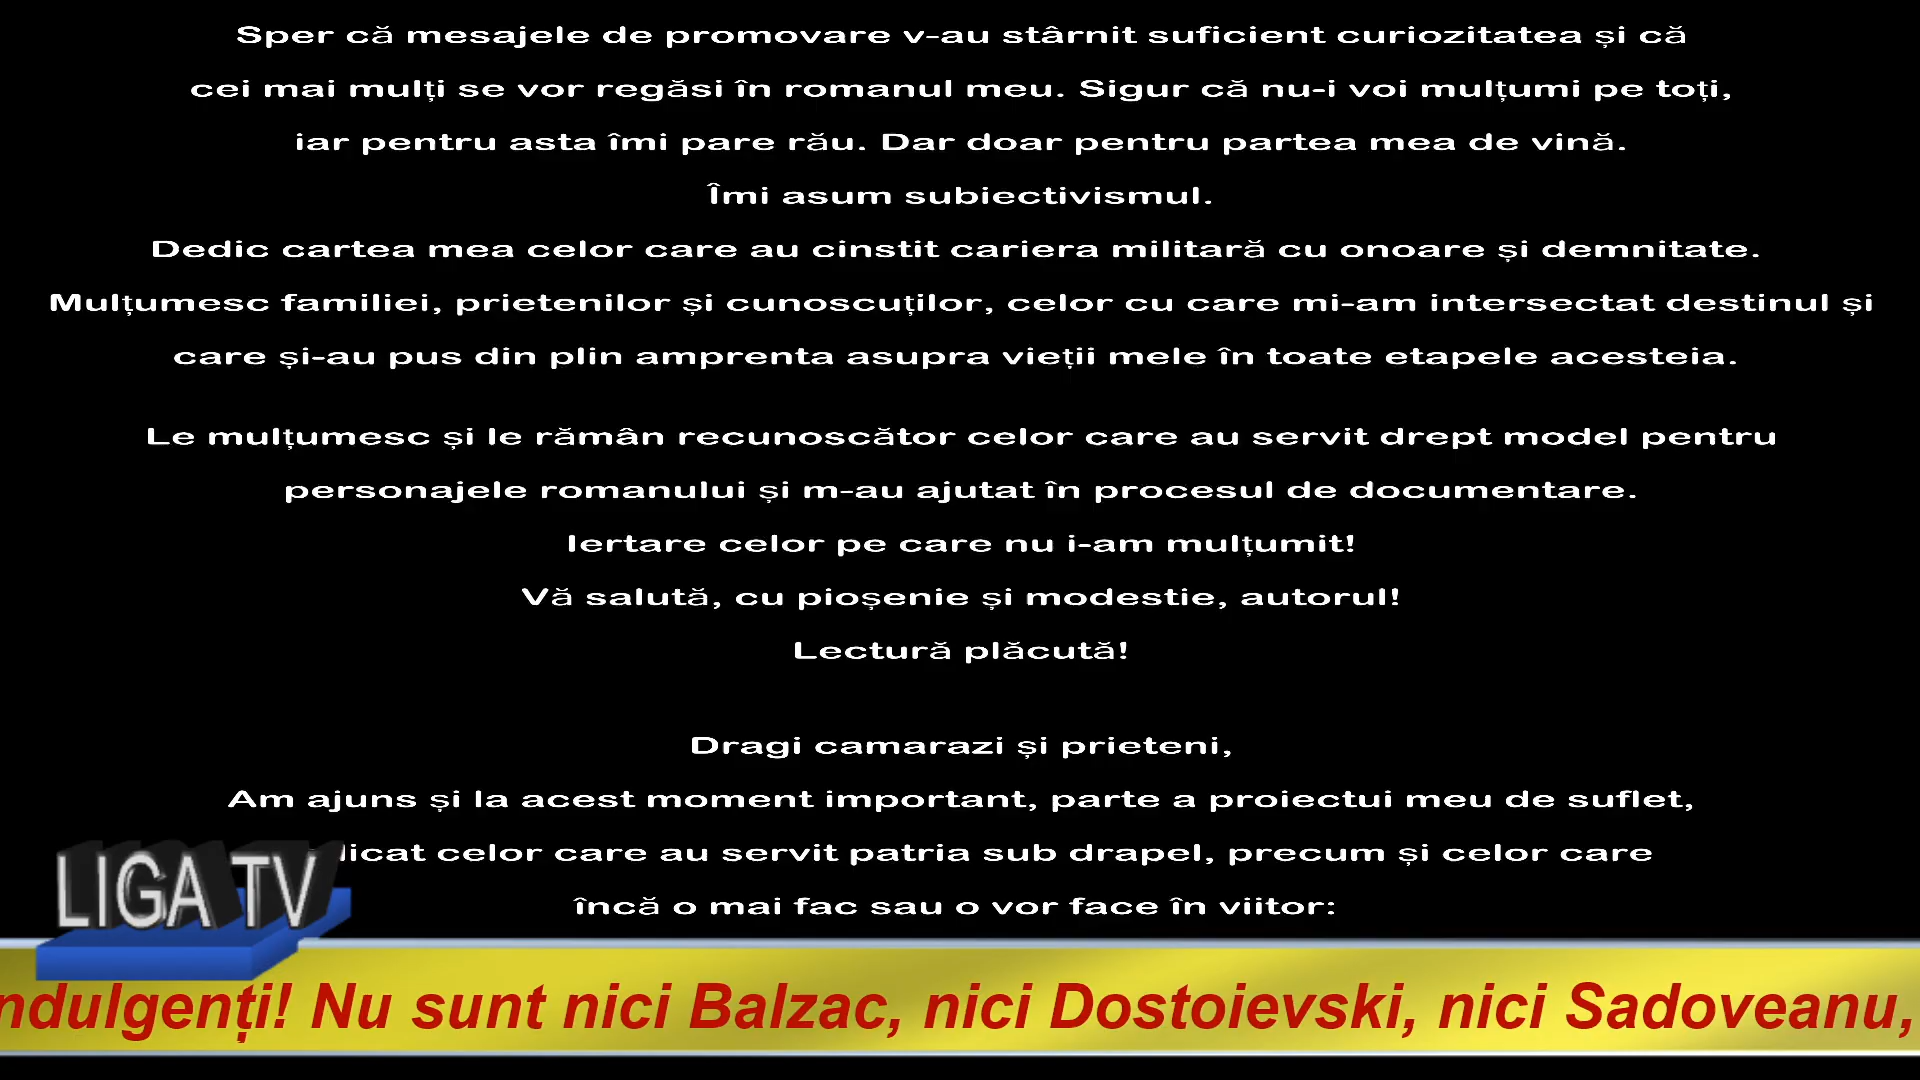 Sper că mesajele de promovare v-au stârnit suficient curiozitatea și că
cei mai mulți se vor regăsi în romanul meu. Sigur că nu-i voi mulțumi pe toți,
iar pentru asta îmi pare rău. Dar doar pentru partea mea de vină.
Îmi asum subiectivismul.
Dedic cartea mea celor care au cinstit cariera militară cu onoare și demnitate.
Mulțumesc familiei, prietenilor și cunoscuților, celor cu care mi-am intersectat destinul și
care și-au pus din plin amprenta asupra vieții mele în toate etapele acesteia.
Le mulțumesc și le rămân recunoscător celor care au servit drept model pentru
personajele romanului și m-au ajutat în procesul de documentare.
Iertare celor pe care nu i-am mulțumit!
Vă salută, cu pioșenie și modestie, autorul!
Lectură plăcută!
Dragi camarazi și prieteni,
Am ajuns și la acest moment important, parte a proiectui meu de suflet,
celor care au servit patria sub drapel, precum și celor care
încă o mai fac sau o vor face în viitor:
LIGA TV
ndulgenți! Nu sunt nici Balzac, nici Dostoievski, nici Sadoveanu,